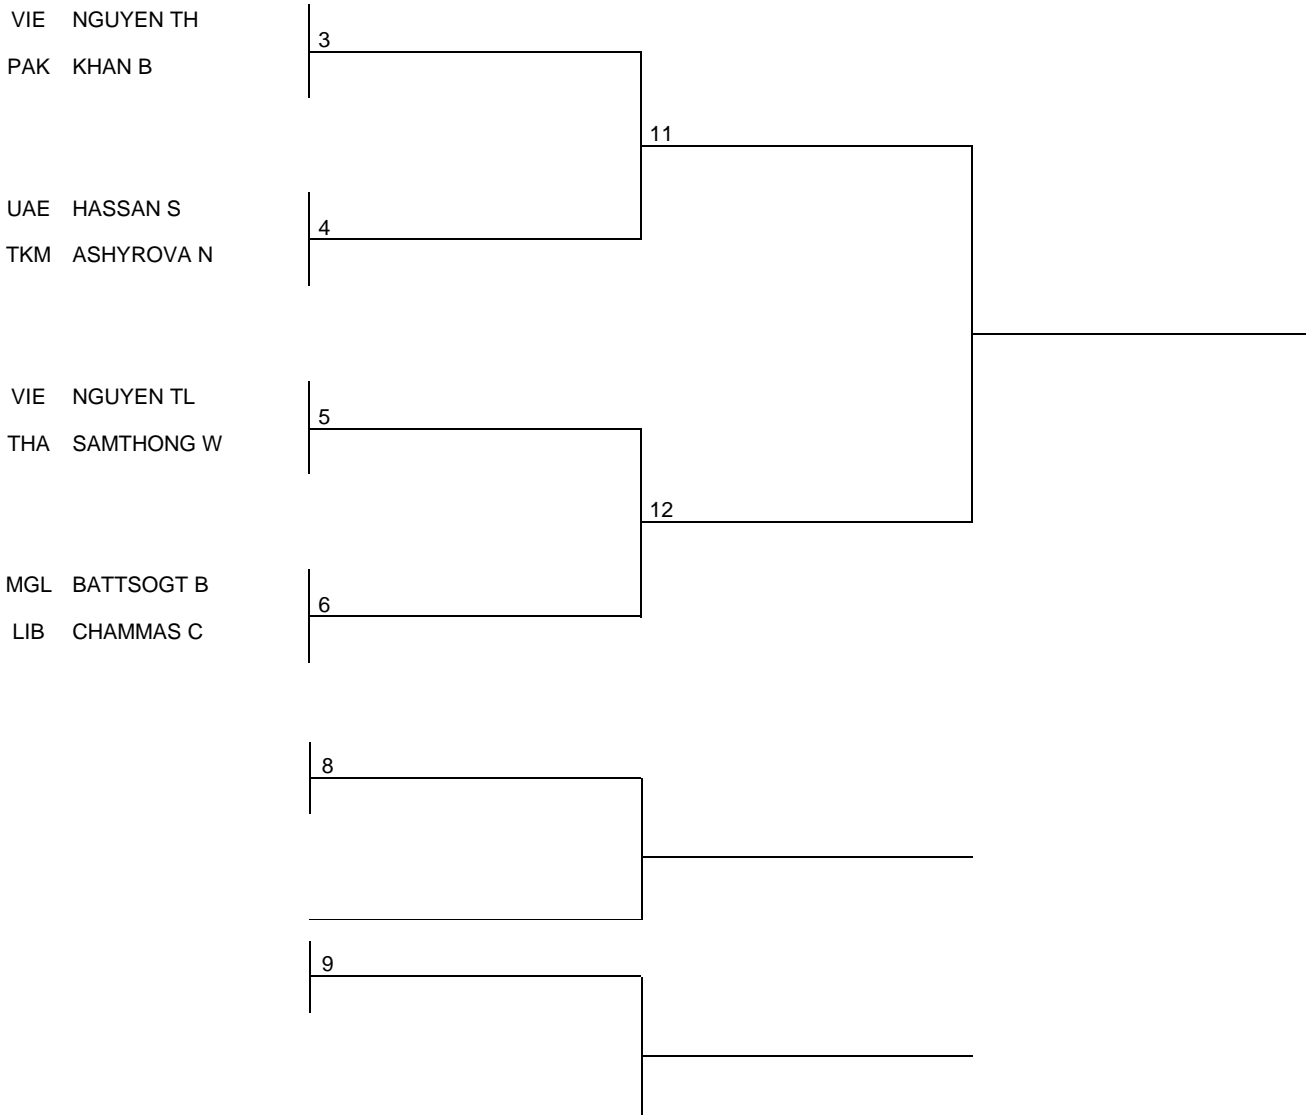 VIE NGUYEN TH
3
PAK KHAN B
11
UAE HASSAN S
4
TKM ASHYROVA N
VIE NGUYEN TL
5
THA SAMTHONG W
12
MGL BATTSOGT B
6
LIB CHAMMAS C
8
9